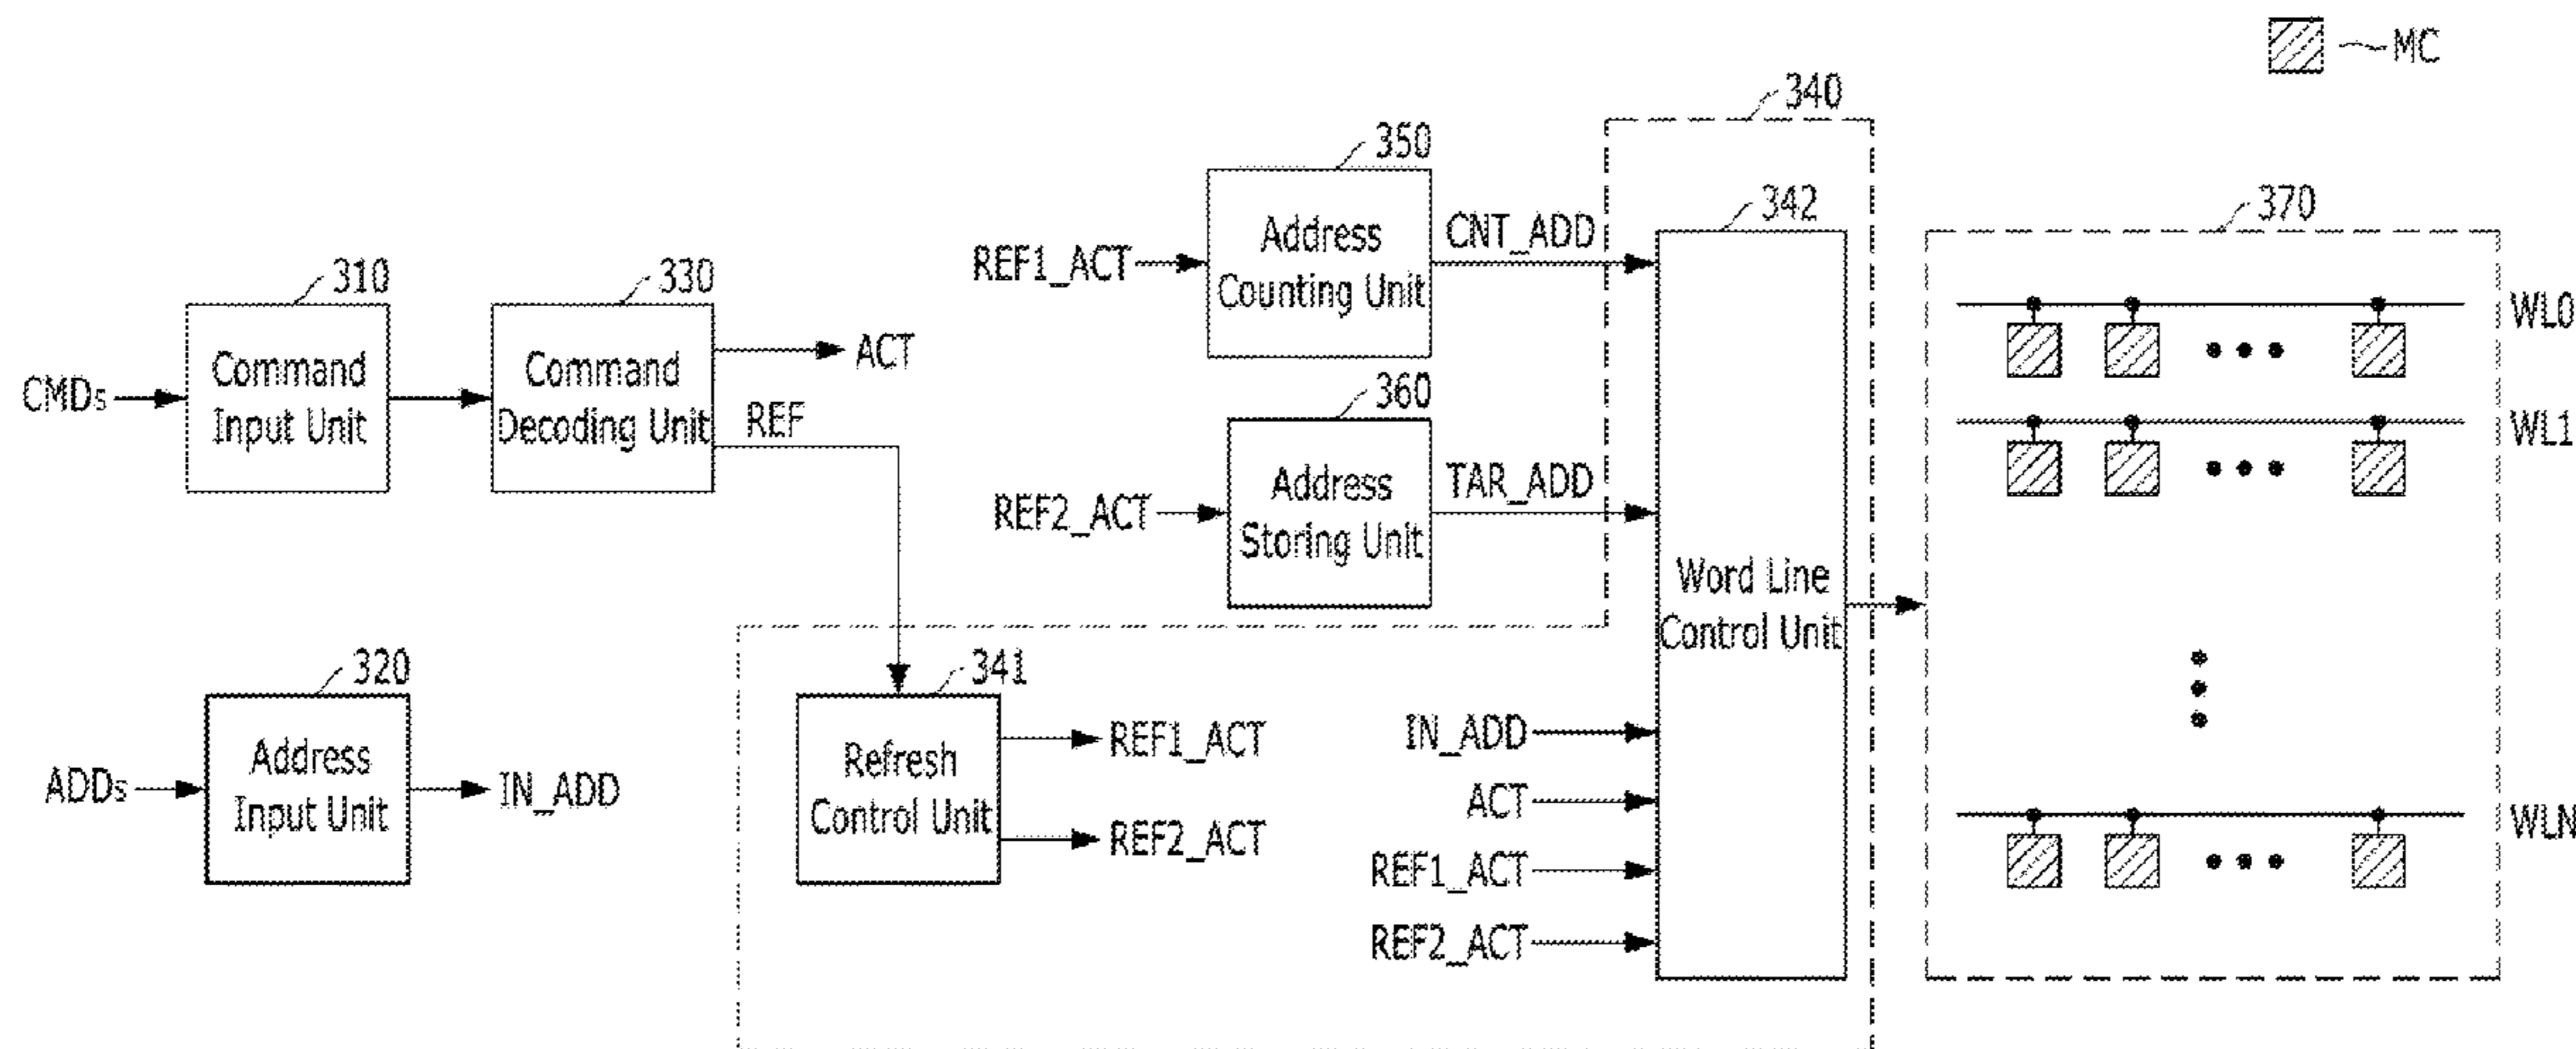 MC
340
350
342
370
Address
Counting Unit
CNT_ADD
REF1_ACT
310
330
WL0
Command
Input Unit
Command
Decoding Unit
ACT
CMDs
REF
360
WL1
Address
Storing Unit
TAR_ADD
REF2_ACT
Word Line
Control Unit
320
341
Address
Input Unit
ADDs
IN_ADD
Refresh
Control Unit
REF1_ACT
REF2_ACT
IN_ADD
ACT
REF1_ACT
REF2_ACT
WLN